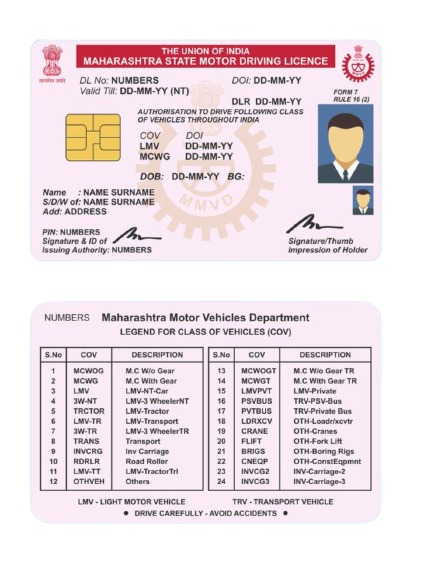 THE UNION OF INDIA
MAHARASHTRA STATE MOTOR DRIVING LICENCE
सत्यमेव जयते
DL No: NUMBERS DOI: DD-MM-YY
Valid Till: DD-MM-YY (NT)
FORM 7
RULE 16 (2)
DLR DD-MM-YY
AUTHORISATION TO DRIVE FOLLOWING CLASS
OF VEHICLES THROUGHOUT INDIA
COV DOI
LMV DD-MM-YY
MCWG DD-MM-YY
DOB: DD-MM-YY BG:
MMVD
Name : NAME SURNAME
S/D/W of: NAME SURNAME
Add: ADDRESS
PIN: NUMBERS
Signature & ID of
Issuing Authority: NUMBERS
Signature/Thumb
Impression of Holder
NUMBERS Maharashtra Motor Vehicles Department
LEGEND FOR CLASS OF VEHICLES (COV)
S.No COV DESCRIPTION S.No COV DESCRIPTION
1 MCWOG M.C W/o Gear 13 MCWOGT M.C W/o Gear TR
2 MCWG M.C With Gear 14 MCWGT M.C With Gear TR
3 LMV LMV-NT-Car 15 LMVPVT LMV-Private
4 3W-NT LMV-3 WheelerNT 16 PSVBUS TRV-PSV-Bus
5 TRCTOR LMV-Tractor 17 PVTBUS TRV-Private Bus
6 LMV-TR LMV-Transport 18 LDRXCV OTH-Loadr/xcvtr
7 3W-TR LMV-3 WheelerTR 19 CRANE OTH-Cranes
8 TRANS Transport 20 FLIFT OTH-Fork Lift
9 INVCRG Inv Carriage 21 BRIGS OTH-Boring Rigs
10 RDRLR Road Roller 22 CNEQP OTH-ConstEqpmnt
11 LMV-TT LMV-TractorTrl 23 INVCG2 INV-Carriage-2
12 OTHVEH Others 24 INVCG3 INV-Carriage-3
LMV - LIGHT MOTOR VEHICLE TRV - TRANSPORT VEHICLE
● DRIVE CAREFULLY - AVOID ACCIDENTS ●